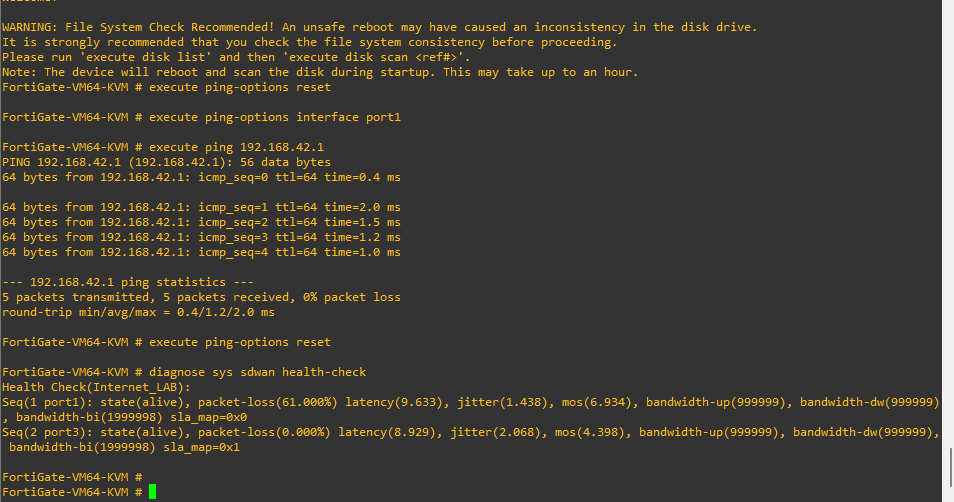 WARNING: File System Check Recommended! An unsafe reboot may have caused an inconsistency in the disk drive.
It is strongly recommended that you check the file system consistency before proceeding.
Please run 'execute disk list' and then 'execute disk scan <ref#>'.
Note: The device will reboot and scan the disk during startup. This may take up to an hour.
FortiGate-VM64-KVM # execute ping-options reset
FortiGate-VM64-KVM # execute ping-options interface port1
FortiGate-VM64-KVM # execute ping 192.168.42.1
PING 192.168.42.1 (192.168.42.1): 56 data bytes
64 bytes from 192.168.42.1: icmp_seq=0 ttl=64 time=0.4 ms
64 bytes from 192.168.42.1: icmp_seq=1 ttl=64 time=2.0 ms
64 bytes from 192.168.42.1: icmp_seq=2 ttl=64 time=1.5 ms
64 bytes from 192.168.42.1: icmp_seq=3 ttl=64 time=1.2 ms
64 bytes from 192.168.42.1: icmp_seq=4 ttl=64 time=1.0 ms
--- 192.168.42.1 ping statistics ---
5 packets transmitted, 5 packets received, 0% packet loss
round-trip min/avg/max = 0.4/1.2/2.0 ms
FortiGate-VM64-KVM # execute ping-options reset
FortiGate-VM64-KVM # diagnose sys sdwan health-check
Health Check(Internet_LAB):
Seq(1 port1): state(alive), packet-loss(61.000%) latency(9.633), jitter(1.438), mos(6.934), bandwidth-up(999999), bandwidth-dw(999999)
, bandwidth-bi(1999998) sla_map=0x0
Seq(2 port3): state(alive), packet-loss(0.000%) latency(8.929), jitter(2.068), mos(4.398), bandwidth-up(999999), bandwidth-dw(999999),
bandwidth-bi(1999998) sla_map=0x1
FortiGate-VM64-KVM #
FortiGate-VM64-KVM #